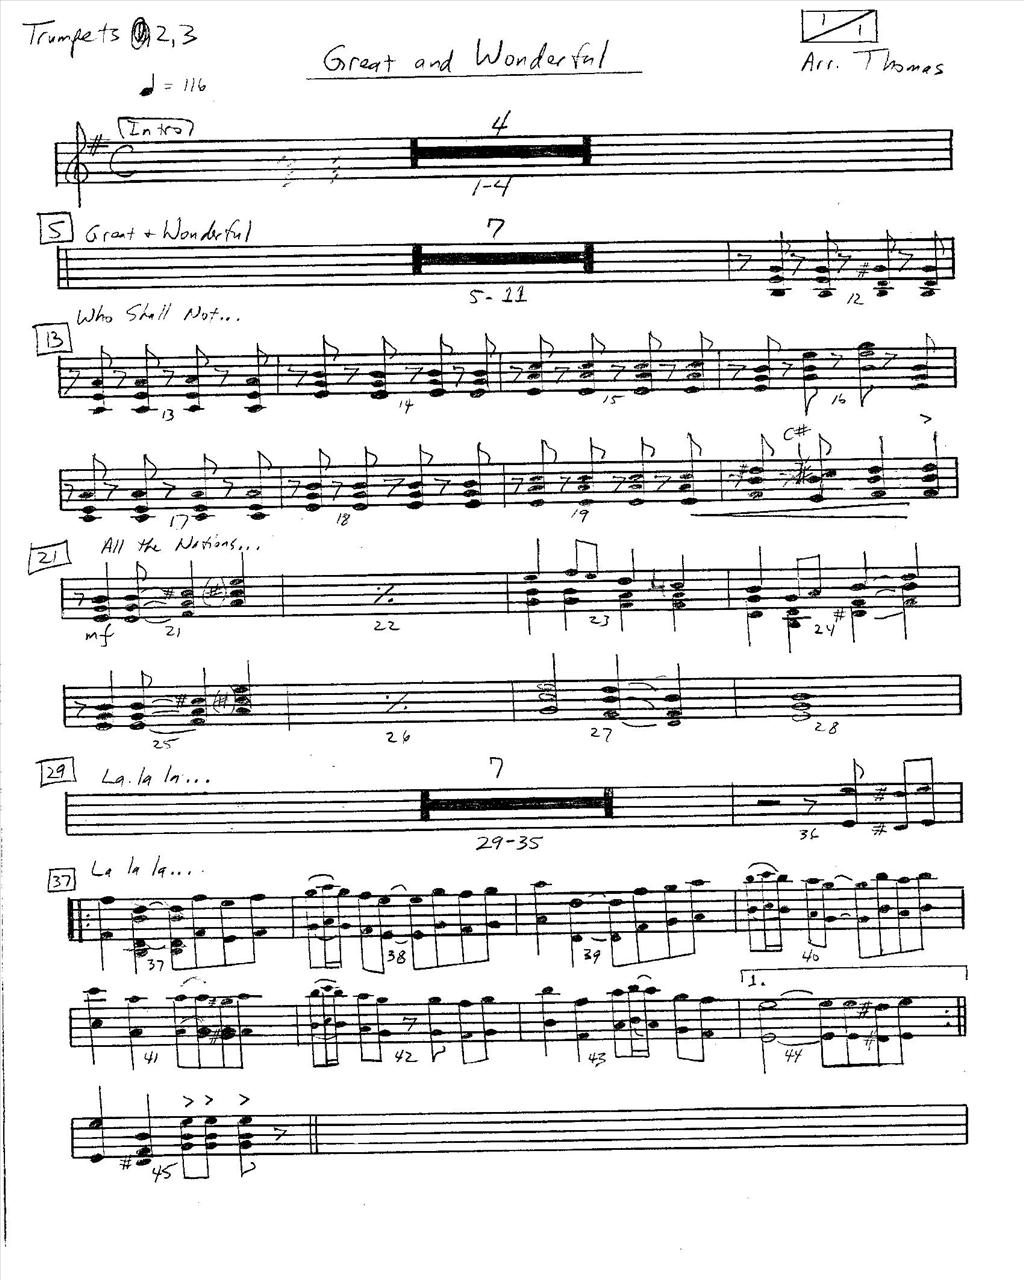 Trumpets 1, 2, 3
1/1
Great and Wonderful
Arr. Thomas
= 116
Intro
4
1-4
5 Great + Wonderful
7
5-11
12
13 Who Shall Not...
13 14 15 16
C#
17 18 19
21 All the Nations...
mf 21 22 23 24
25 26 27 28
29 La la la...
7
29-35
36
37 La la la....
37 38 39 40
1.
41 42 43 44
45